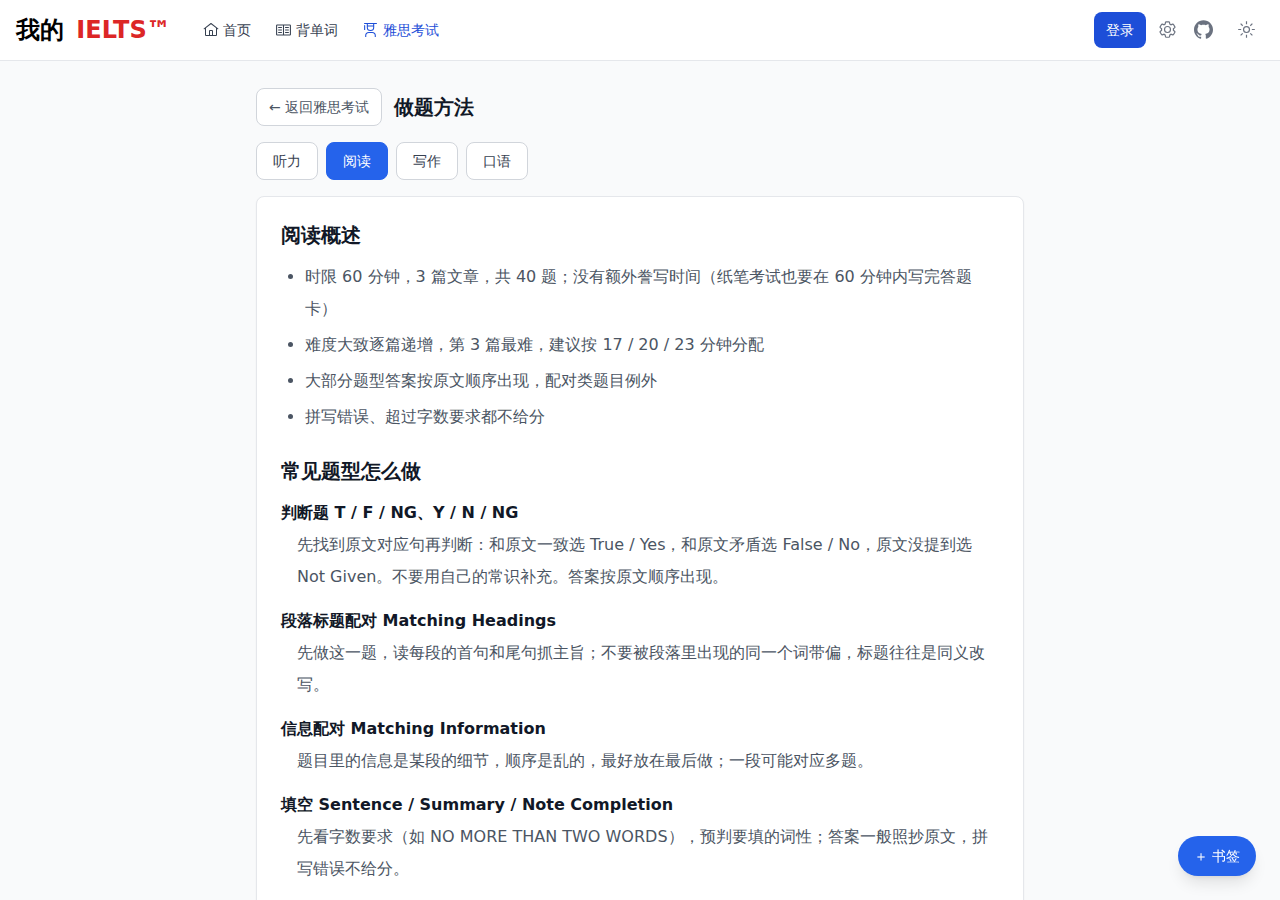 我的 IELTS™ 首页 背单词 雅思考试 登录
← 返回雅思考试 做题方法
听力 阅读 写作 口语
阅读概述
时限 60 分钟，3 篇文章，共 40 题；没有额外誊写时间（纸笔考试也要在 60 分钟内写完答题
卡）
难度大致逐篇递增，第 3 篇最难，建议按 17 / 20 / 23 分钟分配
大部分题型答案按原文顺序出现，配对类题目例外
拼写错误、超过字数要求都不给分
常见题型怎么做
判断题 T / F / NG、Y / N / NG
先找到原文对应句再判断：和原文一致选 True / Yes，和原文矛盾选 False / No，原文没提到选
Not Given。不要用自己的常识补充。答案按原文顺序出现。
段落标题配对 Matching Headings
先做这一题，读每段的首句和尾句抓主旨；不要被段落里出现的同一个词带偏，标题往往是同义改
写。
信息配对 Matching Information
题目里的信息是某段的细节，顺序是乱的，最好放在最后做；一段可能对应多题。
填空 Sentence / Summary / Note Completion
先看字数要求（如 NO MORE THAN TWO WORDS），预判要填的词性；答案一般照抄原文，拼
写错误不给分。
＋ 书签